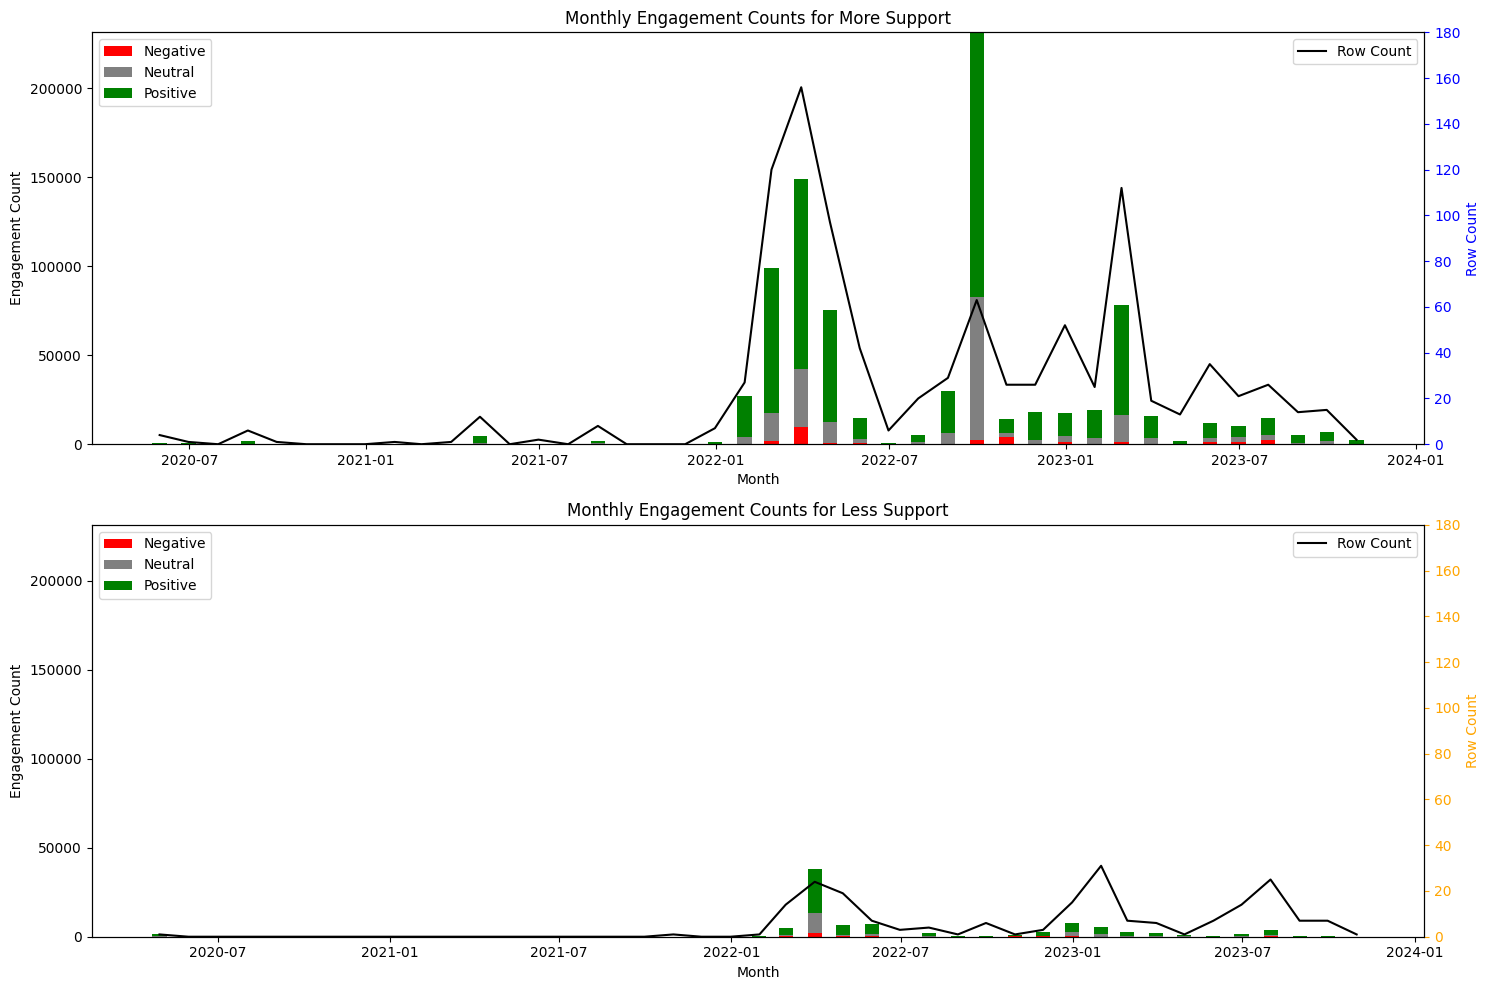 Monthly Engagement Counts for More Support
Negative
Neutral
Positive
Row Count
Engagement Count
200000
150000
100000
50000
0
180
160
140
120
100
80
60
40
20
0
Row Count
2020-07 2021-01 2021-07 2022-01 2022-07 2023-01 2023-07 2024-01
Month
Monthly Engagement Counts for Less Support
Negative
Neutral
Positive
Row Count
Engagement Count
200000
150000
100000
50000
0
180
160
140
120
100
80
60
40
20
0
Row Count
2020-07 2021-01 2021-07 2022-01 2022-07 2023-01 2023-07 2024-01
Month